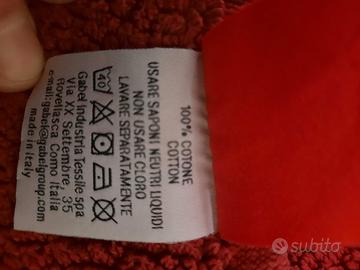 100% COTONE
COTTON
USARE SAPONI NEUTRI LIQUIDI
NON USARE CLORO
LAVARE SEPARATAMENTE
40
Gabel Industria Tessile spa
Via XX Settembre, 35
Rovellasca Como Italia
e-mail: gabel@gabelgroup.com
made in Italy
subito